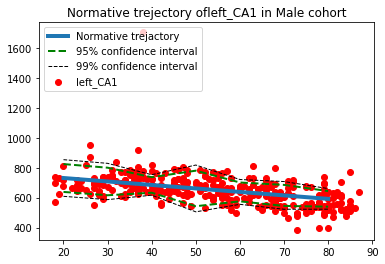 Normative trejectory ofleft_CA1 in Male cohort
Normative trejactory
95% confidence interval
99% confidence interval
left_CA1
1600
1400
1200
1000
800
600
400
20 30 40 50 60 70 80 90